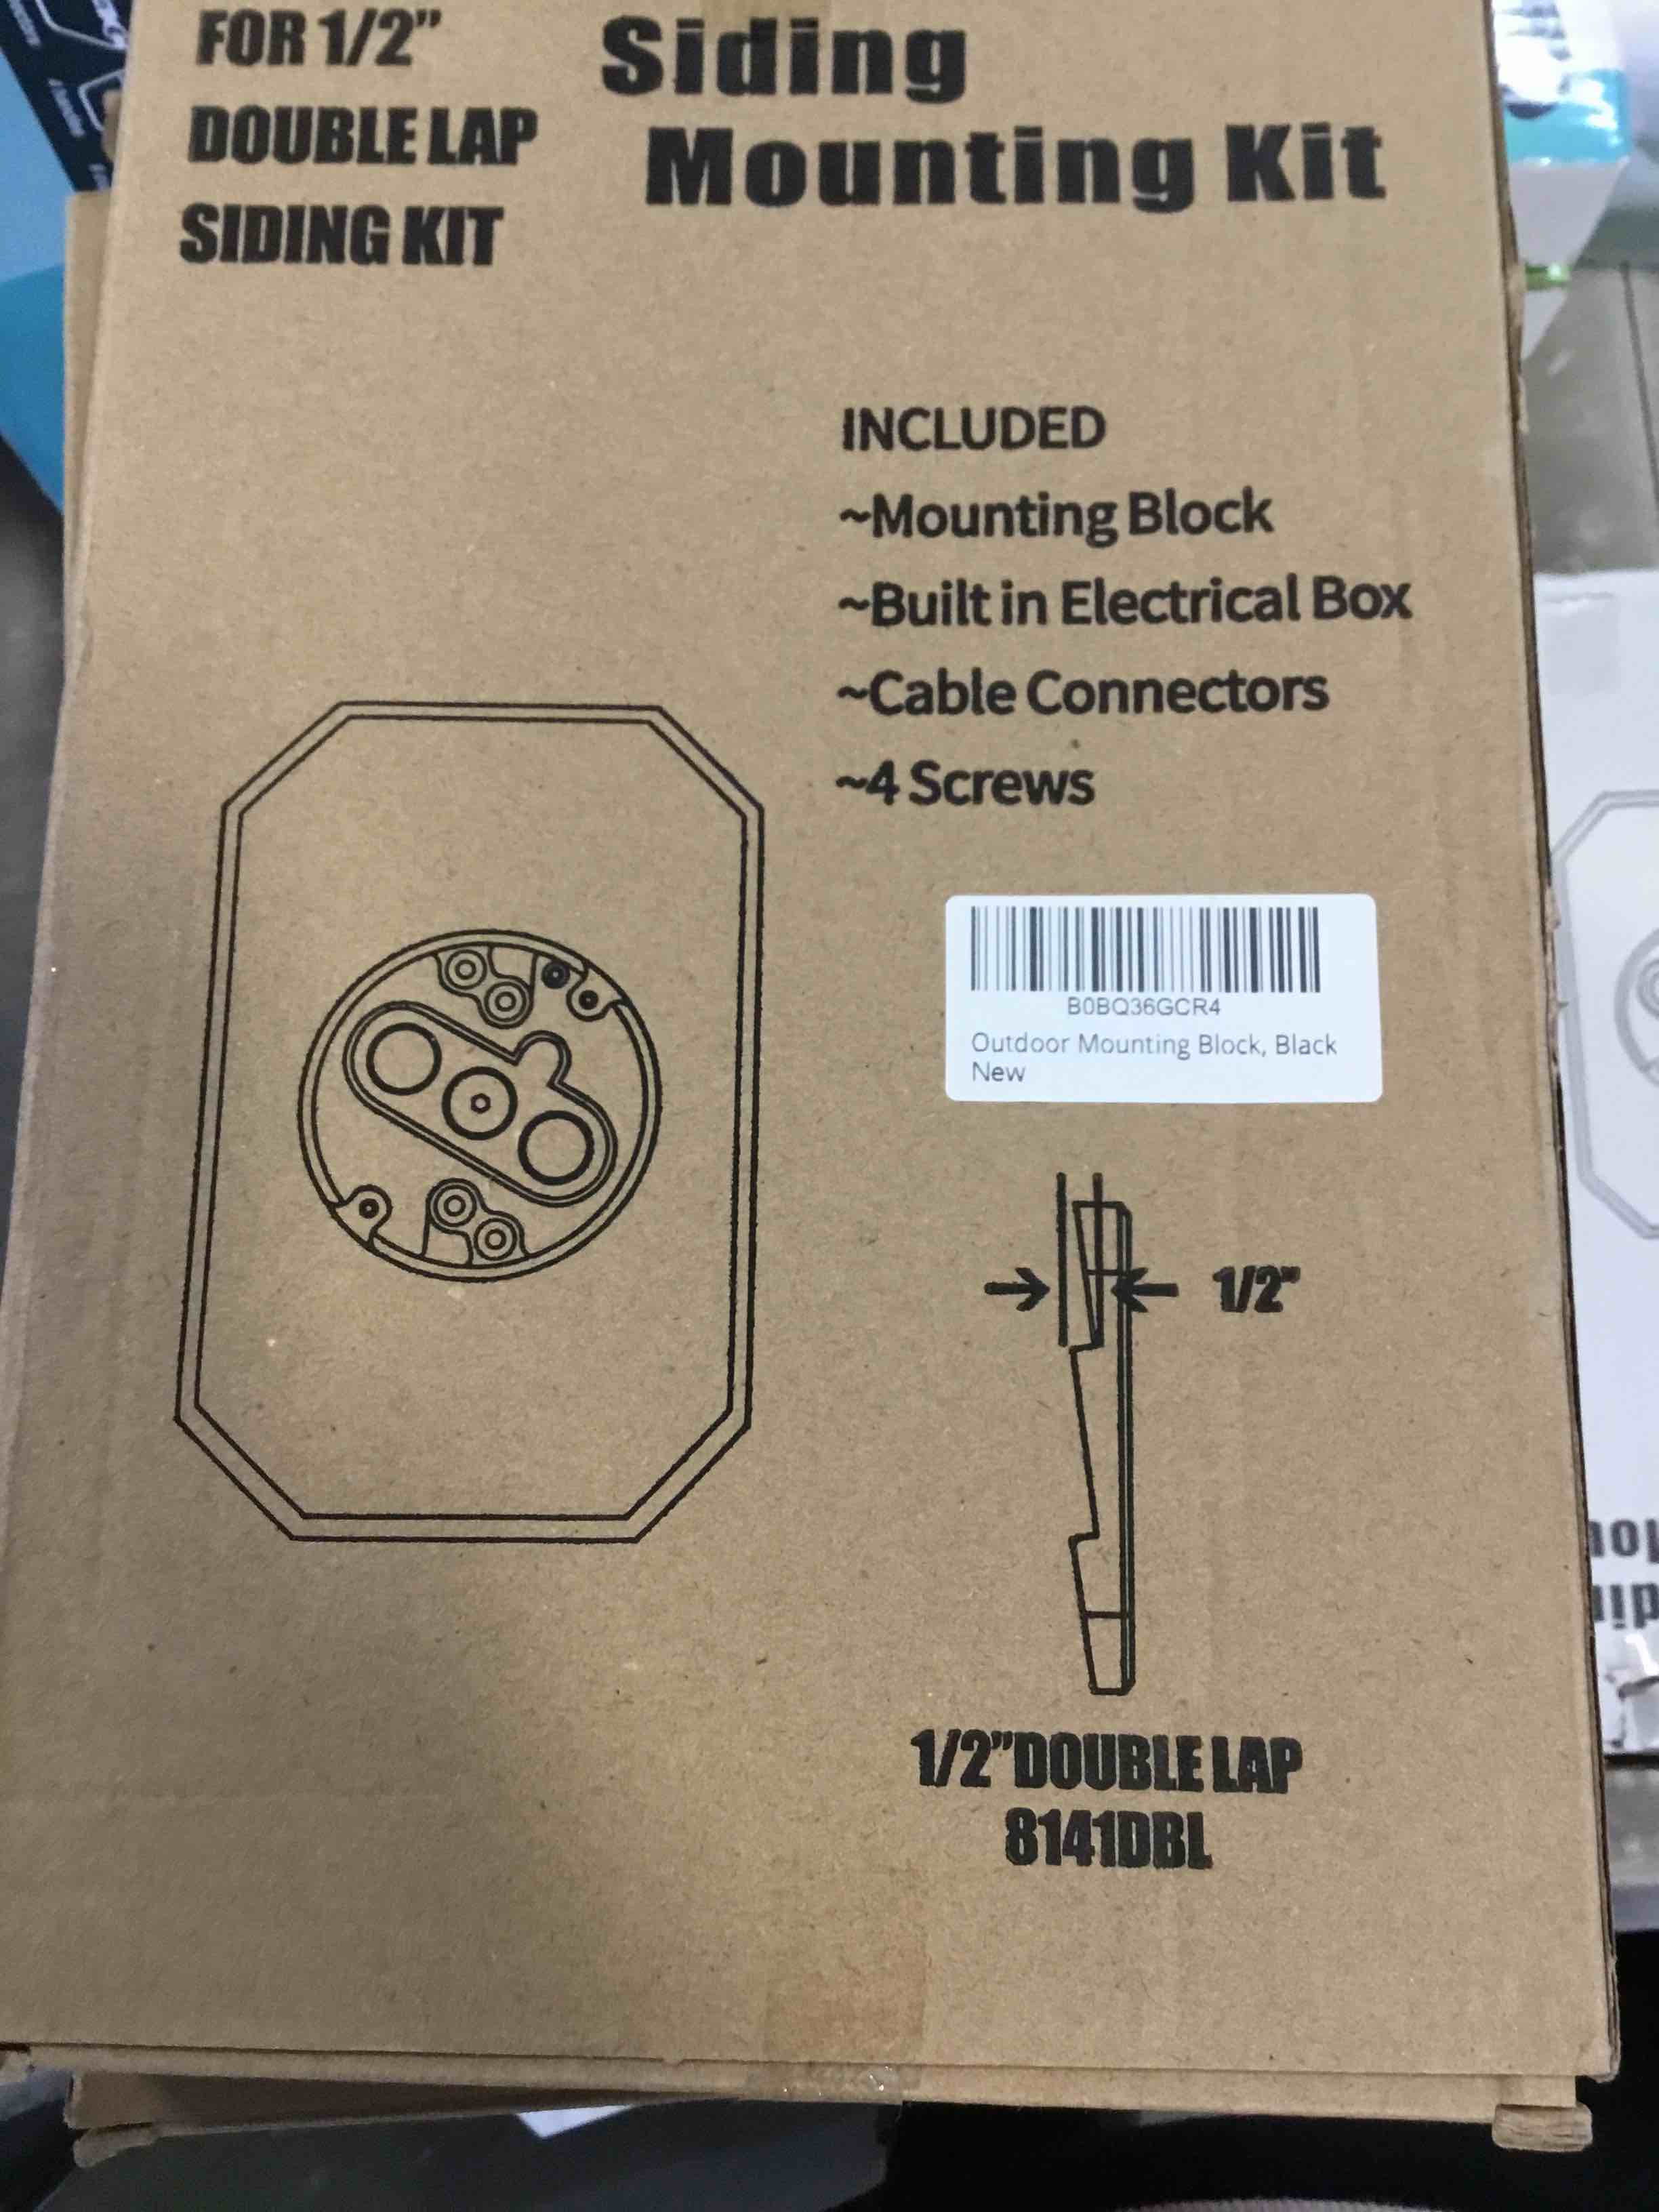 FOR 1/2”
DOUBLE LAP
SIDING KIT
Siding
Mounting Kit
INCLUDED
~Mounting Block
~Built in Electrical Box
~Cable Connectors
~4 Screws
B0BQ36GCR4
Outdoor Mounting Block, Black
New
1/2”
1/2”DOUBLE LAP
8141DBL